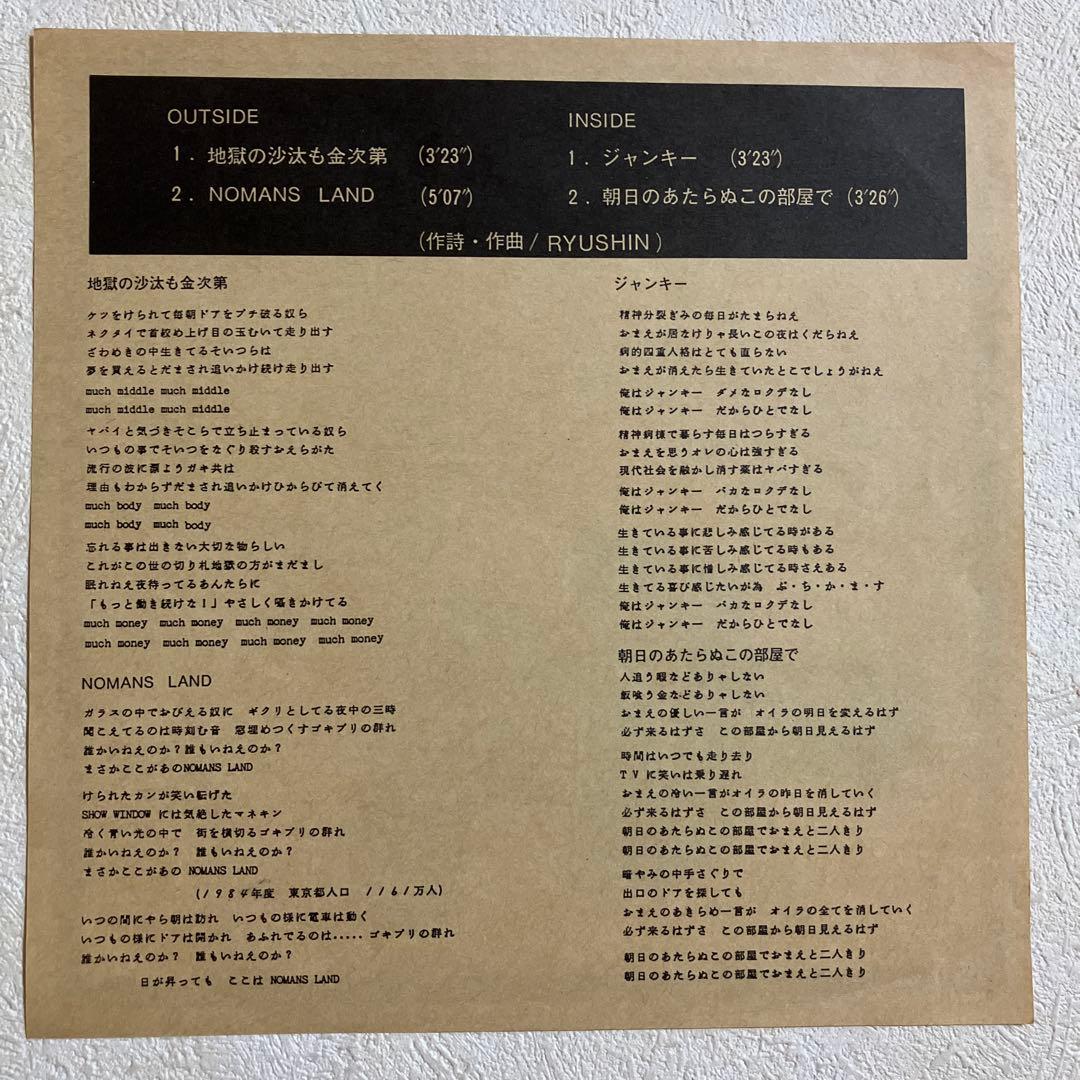 OUTSIDE
1. 地獄の沙汰も金次第 (3'23")
2. NOMANS LAND (5'07")
INSIDE
1. ジャンキー (3'23")
2. 朝日のあたらぬこの部屋で (3'26")
(作詩・作曲/ RYUSHIN)
地獄の沙汰も金次第
ケツをけられて毎朝ドアをブチ破る奴ら
ネクタイで首絞め上げ目の玉むいて走り出す
ざわめきの中生きてるそいつらは
夢を買えるとだまされ追いかけ続け走り出す
much middle much middle
much middle much middle
ヤバイと気づきそこらで立ち止まっている奴ら
いつもの事でそいつをなぐり殺すおえらがた
流行の波に漂ようガキ共は
理由もわからずだまされ追いかけひからびて消えてく
much body much body
much body much body
忘れる事は出きない大切な物らしい
これがこの世の切り札地獄の方がまだまし
眠れねえ夜待ってるあんたらに
「もっと働き続けな!」やさしく囁きかけてる
much money much money much money much money
much money much money much money much money
NOMANS LAND
ガラスの中でおびえる奴に ギクリとしてる夜中の三時
聞こえてるのは時刻む音 窓埋めつくすゴキブリの群れ
誰かいねえのか?誰もいねえのか?
まさかここがあのNOMANS LAND
けられたカンが笑い転げた
SHOW WINDOW には気絶したマネキン
冷く青い光の中で 街を横切るゴキブリの群れ
誰かいねえのか? 誰もいねえのか?
まさかここがあの NOMANS LAND
(1984年度 東京都人口 1161万人)
いつの間にやら朝は訪れ いつもの様に電車は動く
いつもの様にドアは開かれ あふれでるのは.....ゴキブリの群れ
誰かいねえのか? 誰もいねえのか?
日が昇っても ここは NOMANS LAND
ジャンキー
精神分裂ぎみの毎日がたまらねえ
おまえが居なけりゃ長いこの夜はくだらねえ
病的四重人格はとても直らない
おまえが消えたら生きていたとこでしょうがねえ
俺はジャンキー ダメなロクデなし
俺はジャンキー だからひとでなし
精神病棟で暮らす毎日はつらすぎる
おまえを思うオレの心は強すぎる
現代社会を融かし消す薬はヤバすぎる
俺はジャンキー バカなロクデなし
俺はジャンキー だからひとでなし
生きている事に悲しみ感じてる時がある
生きている事に苦しみ感じてる時もある
生きている事に憎しみ感じてる時さえある
生きてる喜び感じたいが為 ぶ・ち・か・ま・す
俺はジャンキー バカなロクデなし
俺はジャンキー だからひとでなし
朝日のあたらぬこの部屋で
人追う暇などありゃしない
飯喰う金などありゃしない
おまえの優しい一言が オイラの明日を変えるはず
必ず来るはずさ この部屋から朝日見えるはず
時間はいつでも走り去り
TVに笑いは乗り遅れ
おまえの冷い一言がオイラの昨日を消していく
必ず来るはずさ この部屋から朝日見えるはず
朝日のあたらぬこの部屋でおまえと二人きり
朝日のあたらぬこの部屋でおまえと二人きり
暗やみの中手さぐりで
出口のドアを探しても
おまえのあきらめ一言が オイラの全てを消していく
必ず来るはずさ この部屋から朝日見えるはず
朝日のあたらぬこの部屋でおまえと二人きり
朝日のあたらぬこの部屋でおまえと二人きり